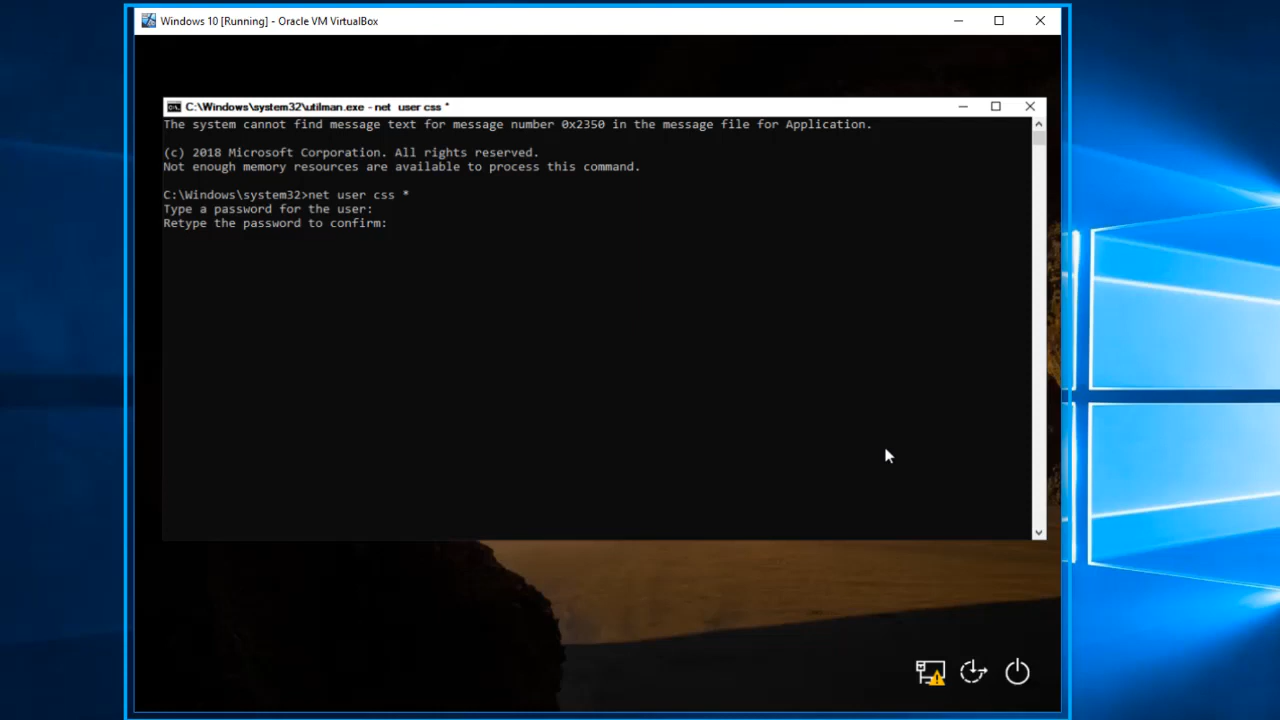 Windows 10 [Running] - Oracle VM VirtualBox
C:\Windows\system32\utilman.exe - net  user css *
The system cannot find message text for message number 0x2350 in the message file for Application.
(c) 2018 Microsoft Corporation. All rights reserved.
Not enough memory resources are available to process this command.
C:\Windows\system32>net user css *
Type a password for the user:
Retype the password to confirm: